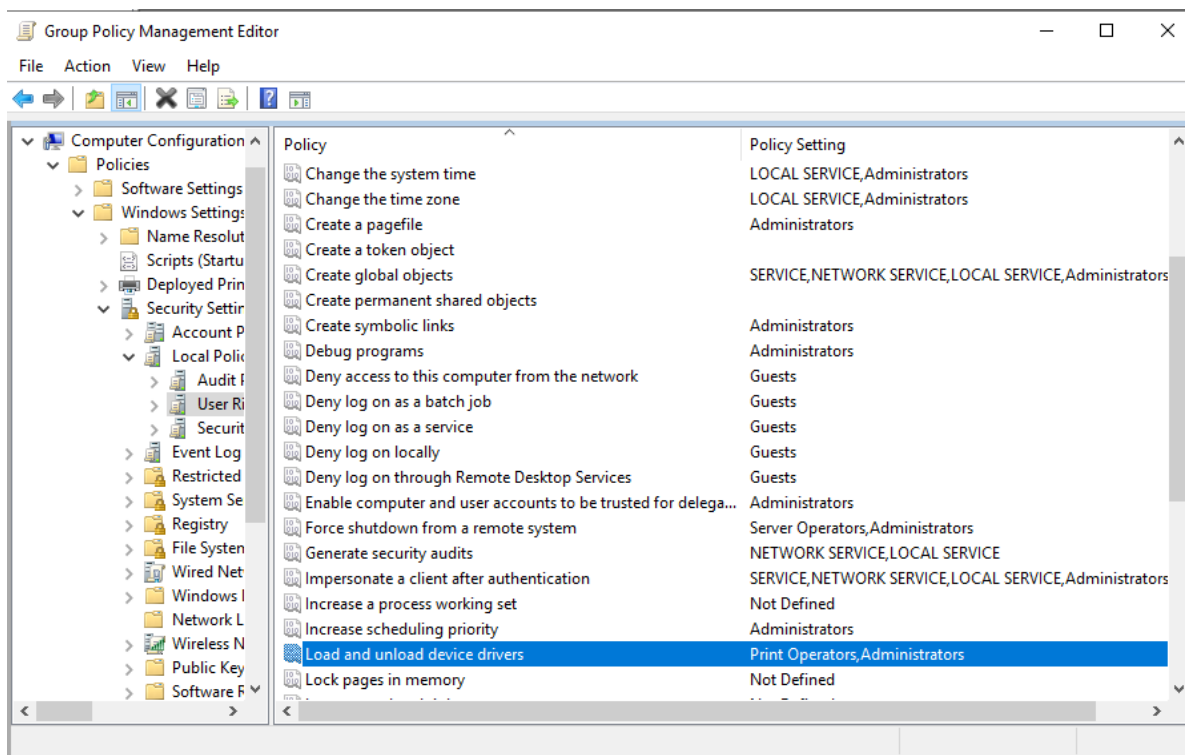 Group Policy Management Editor
File Action View Help
Computer Configuration
Policies
Software Settings
Windows Settings
Name Resolut
Scripts (Startu
Deployed Prin
Security Settin
Account P
Local Polic
Audit P
User Ri
Securit
Event Log
Restricted
System Se
Registry
File System
Wired Net
Windows
Network L
Wireless N
Public Key
Software R
Policy Policy Setting
Change the system time LOCAL SERVICE,Administrators
Change the time zone LOCAL SERVICE,Administrators
Create a pagefile Administrators
Create a token object
Create global objects SERVICE,NETWORK SERVICE,LOCAL SERVICE,Administrators
Create permanent shared objects
Create symbolic links Administrators
Debug programs Administrators
Deny access to this computer from the network Guests
Deny log on as a batch job Guests
Deny log on as a service Guests
Deny log on locally Guests
Deny log on through Remote Desktop Services Guests
Enable computer and user accounts to be trusted for delega... Administrators
Force shutdown from a remote system Server Operators,Administrators
Generate security audits NETWORK SERVICE,LOCAL SERVICE
Impersonate a client after authentication SERVICE,NETWORK SERVICE,LOCAL SERVICE,Administrators
Increase a process working set Not Defined
Increase scheduling priority Administrators
Load and unload device drivers Print Operators,Administrators
Lock pages in memory Not Defined